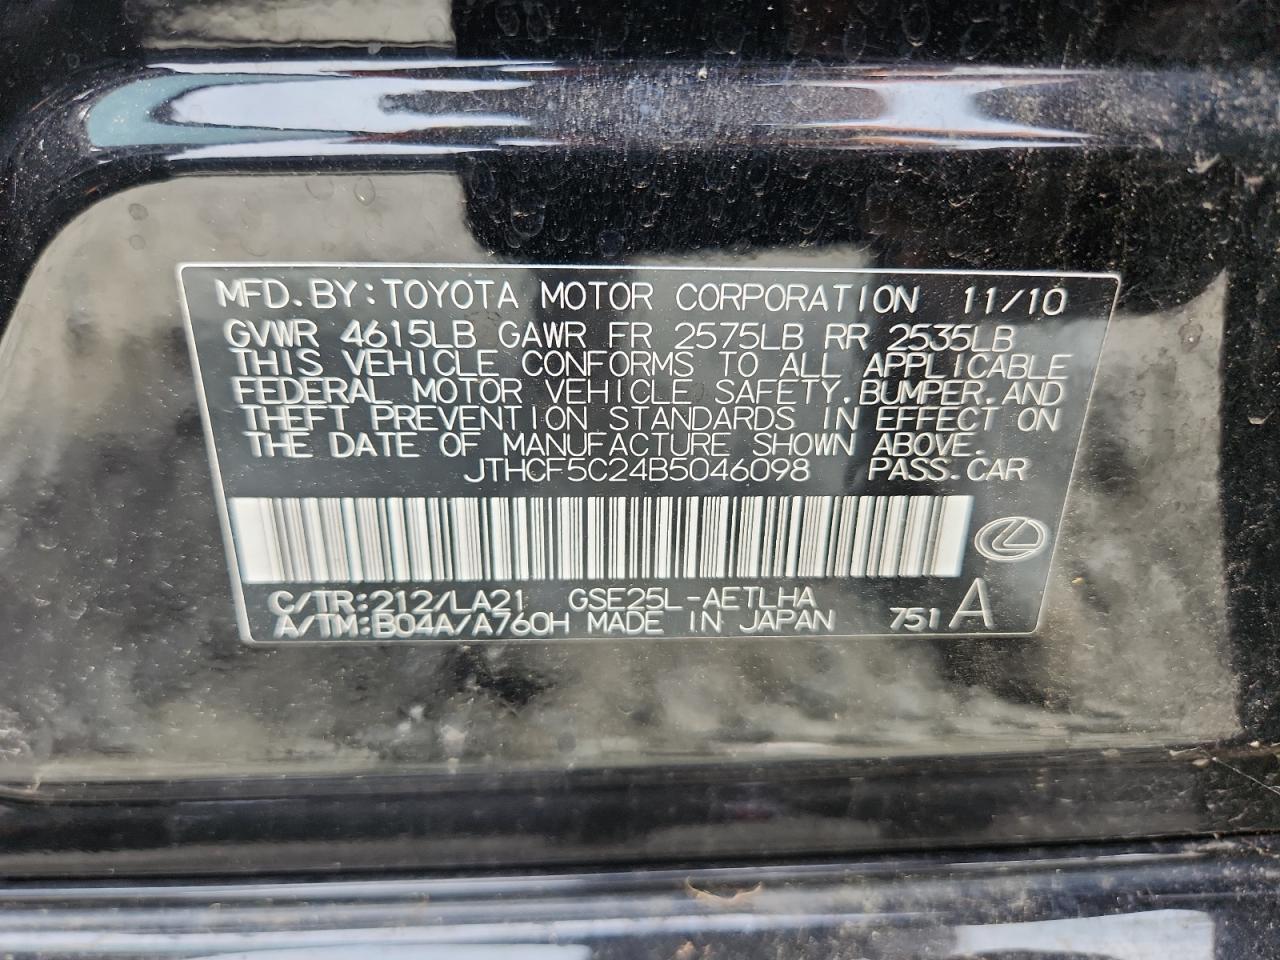 MFD.BY:TOYOTA MOTOR CORPORATION 11/10
GVWR 4615LB GAWR FR 2575LB RR 2535LB
THIS VEHICLE CONFORMS TO ALL APPLICABLE
FEDERAL MOTOR VEHICLE SAFETY,BUMPER,AND
THEFT PREVENTION STANDARDS IN EFFECT ON
THE DATE OF MANUFACTURE SHOWN ABOVE.
JTHCF5C24B5046098 PASS.CAR
C/TR:212/LA21 GSE25L-AETLHA
A/TM:B04A/A760H MADE IN JAPAN 751 A